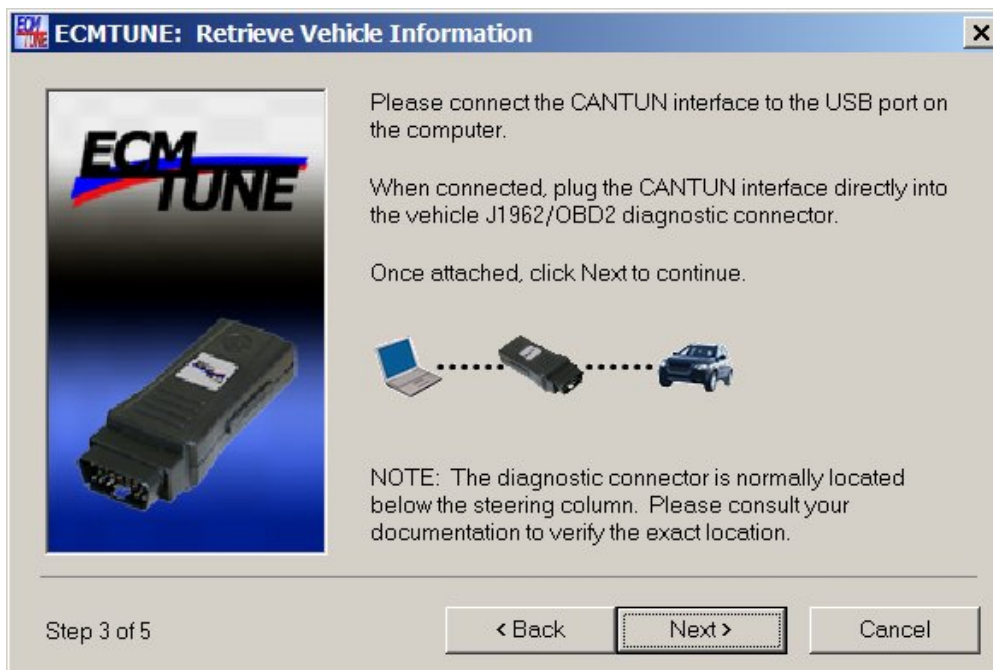 ECMTUNE: Retrieve Vehicle Information
Please connect the CANTUN interface to the USB port on
the computer.
When connected, plug the CANTUN interface directly into
the vehicle J1962/OBD2 diagnostic connector.
Once attached, click Next to continue.
ECM
TUNE
NOTE: The diagnostic connector is normally located
below the steering column. Please consult your
documentation to verify the exact location.
Step 3 of 5
< Back
Next >
Cancel